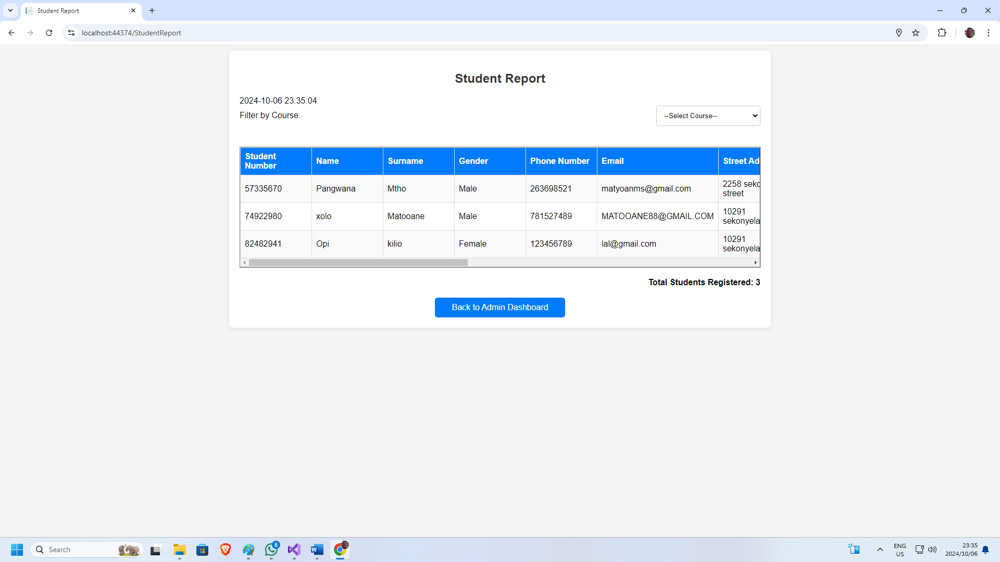 Student Report
localhost:44374/StudentReport
Student Report
2024-10-06 23:35:04
Filter by Course:
--Select Course--
Student Number Name Surname Gender Phone Number Email Street Ad
57335670 Pangwana Mtho Male 263698521 matyoanms@gmail.com 2258 seko street
74922980 xolo Matooane Male 781527489 MATOOANE88@GMAIL.COM 10291 sekonyela
82482941 Opi kilio Female 123456789 lal@gmail.com 10291 sekonyela
Total Students Registered: 3
Back to Admin Dashboard
Search
8
ENG
US
23:35
2024/10/06